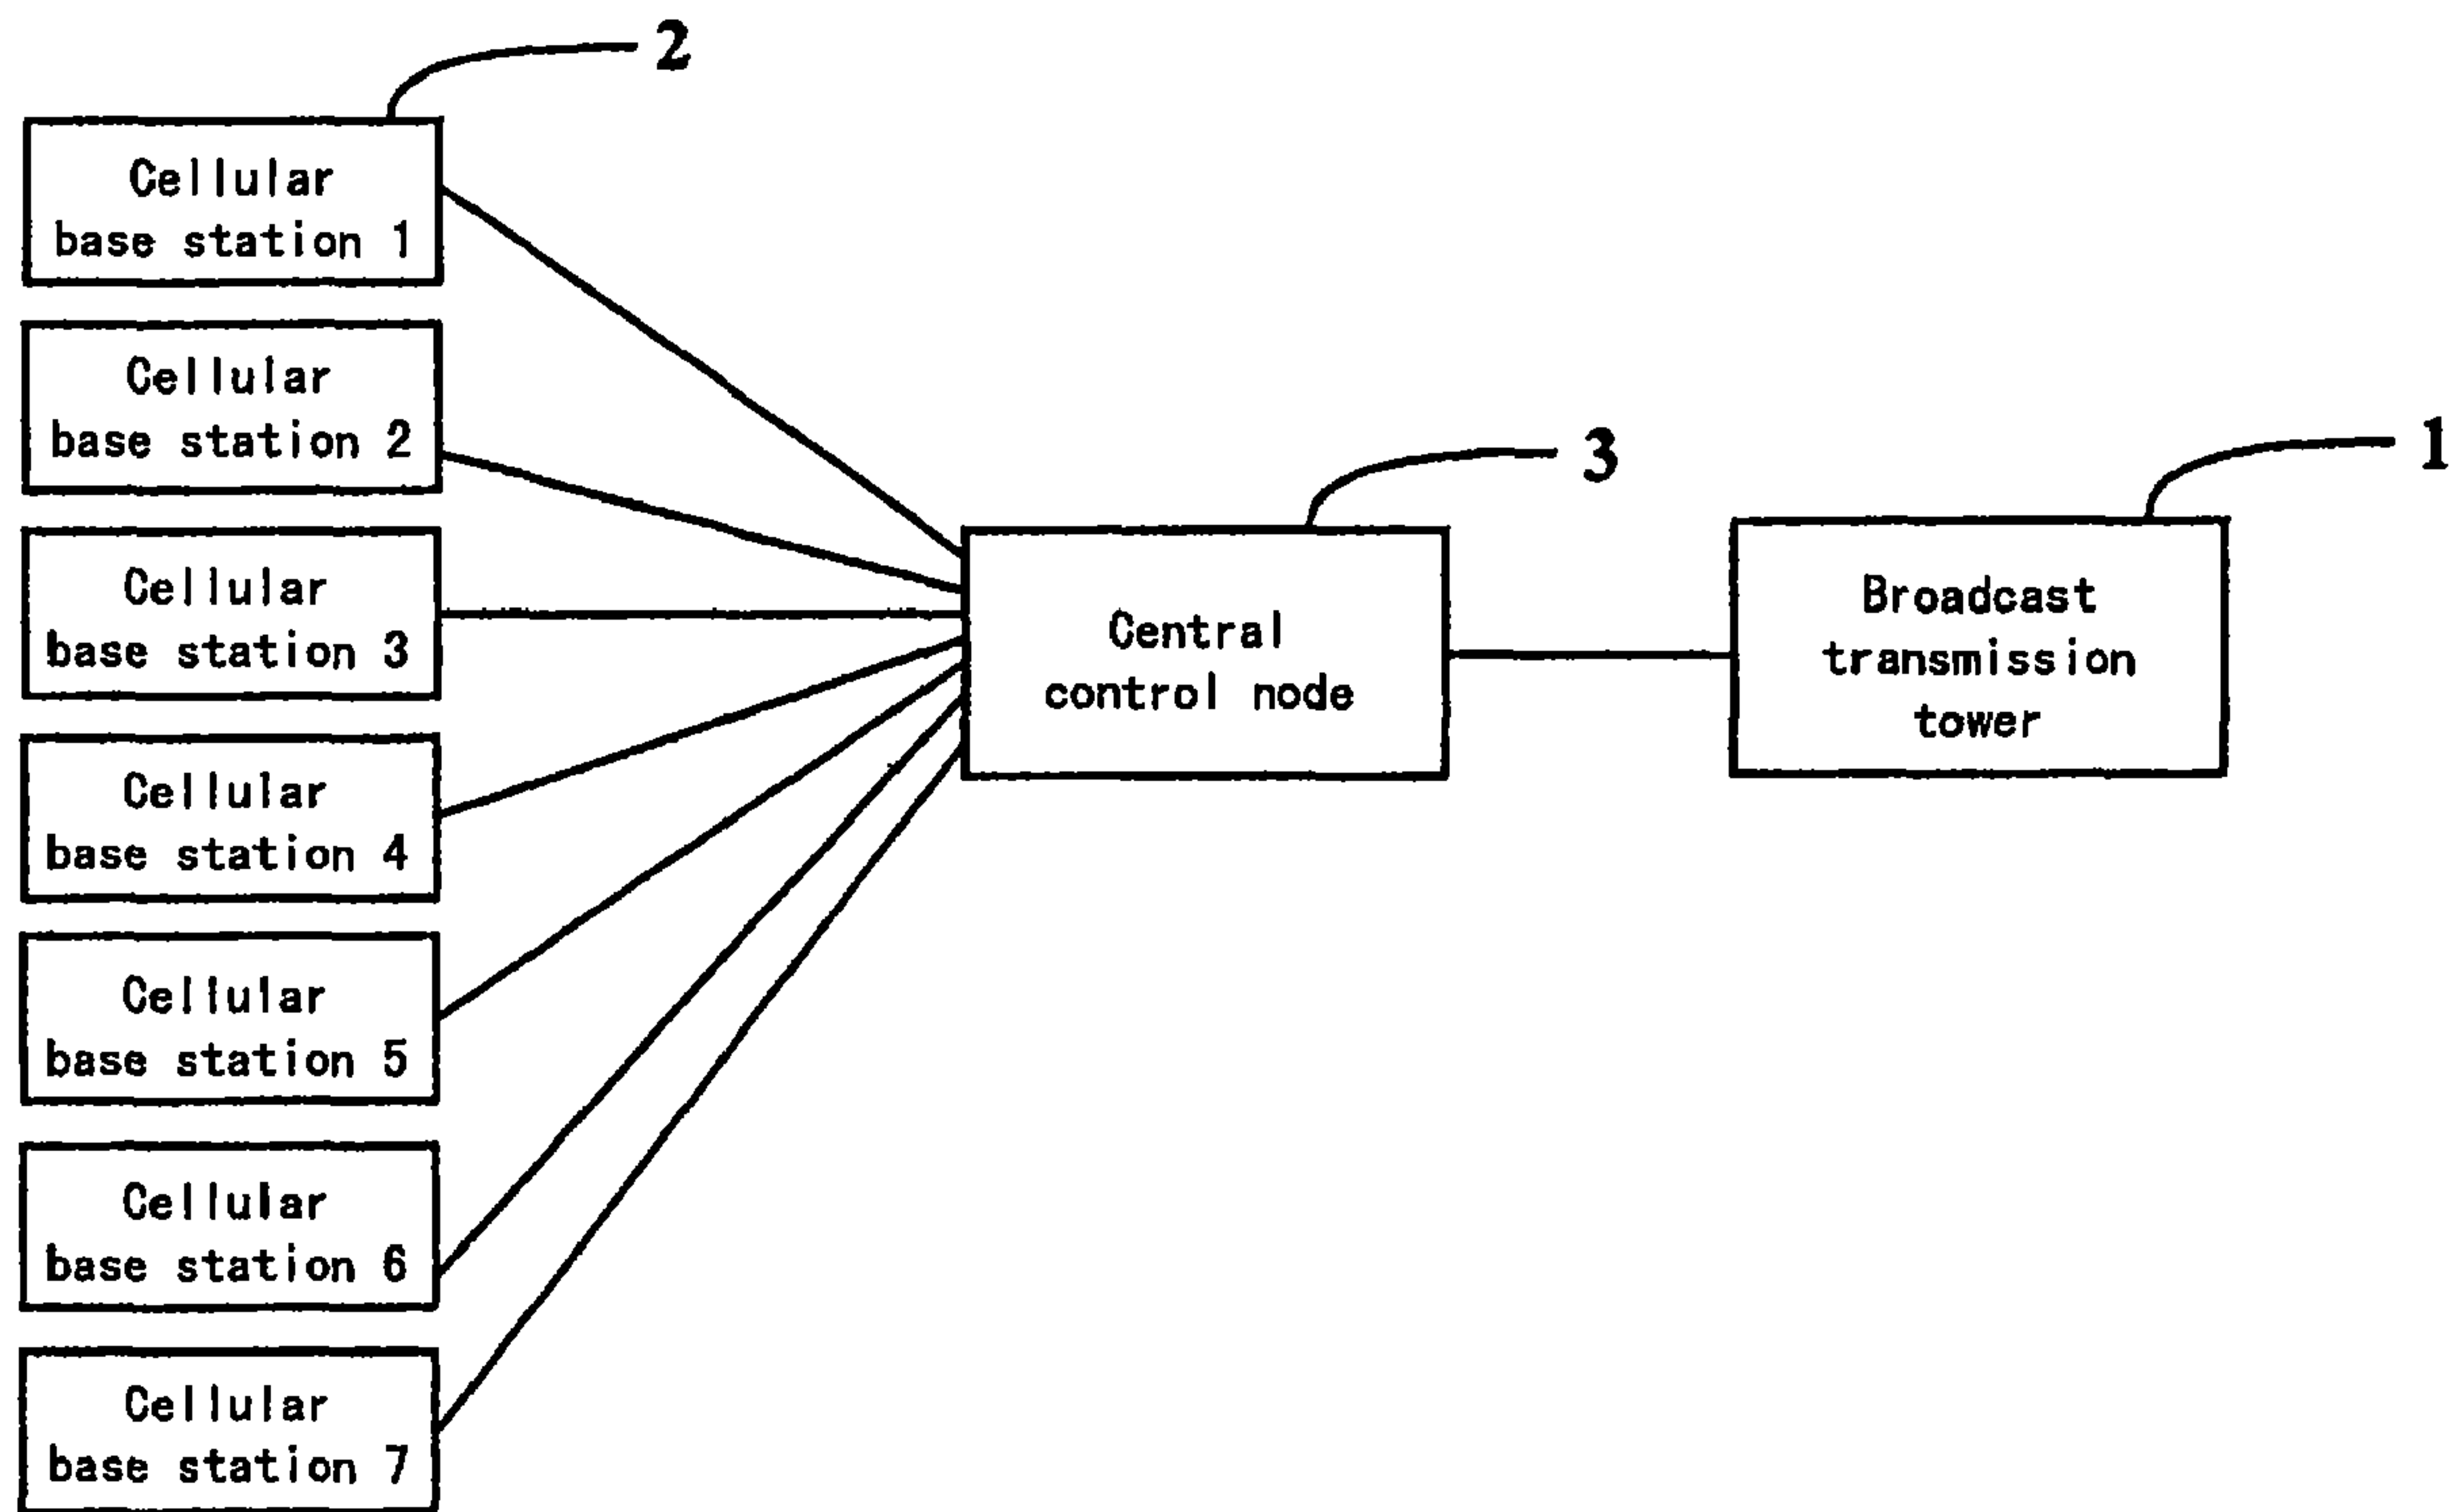 2
Cellular
base station 1
Cellular
base station 2
Cellular
base station 3
Cellular
base station 4
Cellular
base station 5
Cellular
base station 6
Cellular
base station 7
3
Central
control node
1
Broadcast
transmission
tower